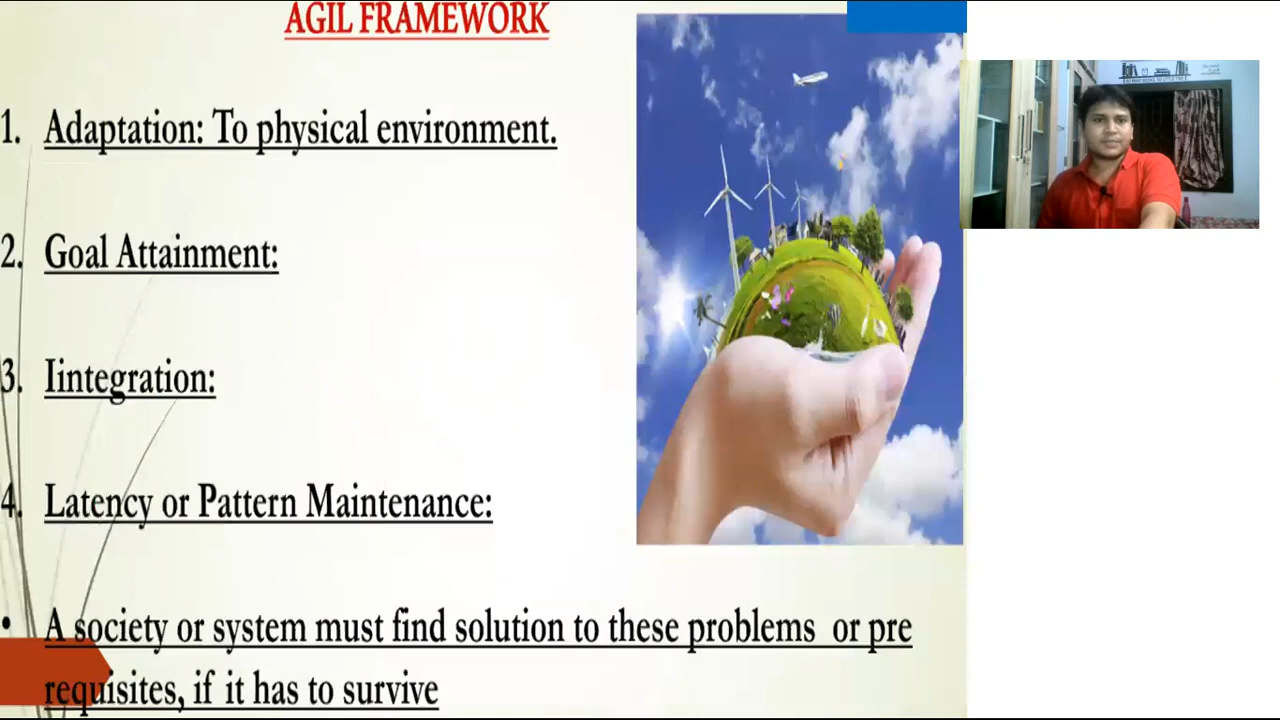 AGIL FRAMEWORK
1. Adaptation: To physical environment.
2. Goal Attainment:
3. Iintegration:
4. Latency or Pattern Maintenance:
• A society or system must find solution to these problems or pre
requisites, if it has to survive